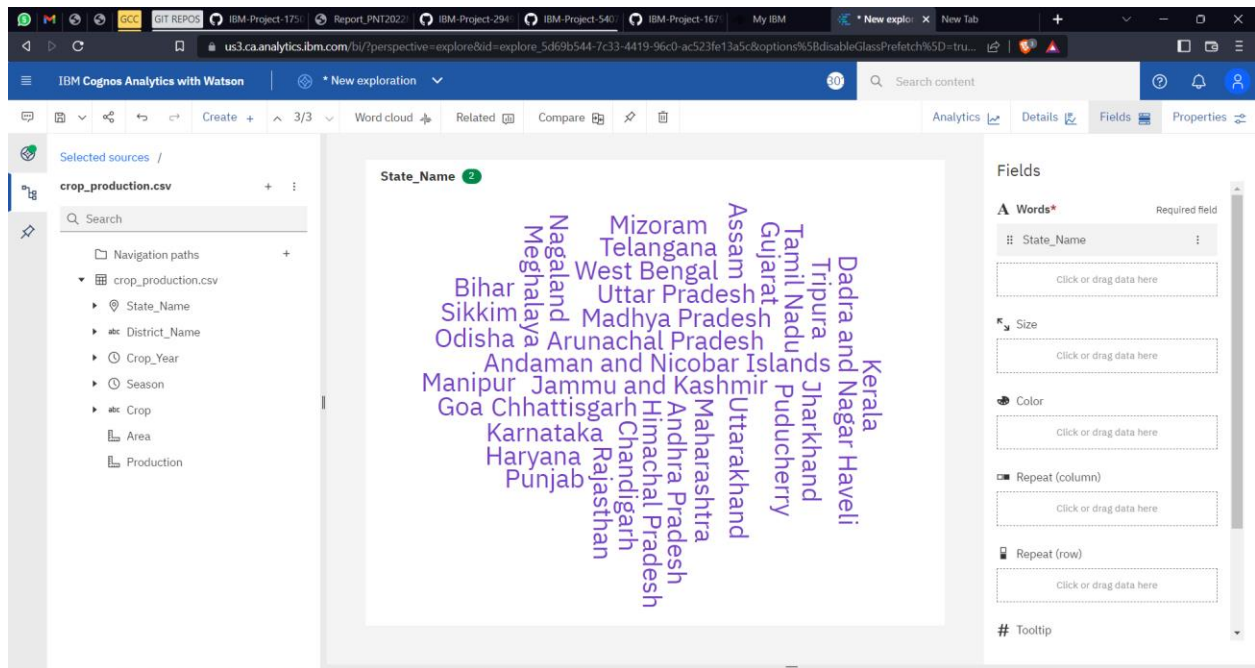 GCC
GIT REPOS
IBM-Project-1750
Report_PNT2022
IBM-Project-2949
IBM-Project-5407
IBM-Project-167
My IBM
* New explor
New Tab
us3.ca.analytics.ibm.com/bi/?perspective=explore&id=explore_5d69b544-7c33-4419-96c0-ac523fe13a5c&options%5BdisableGlassPrefetch%5D=tru...
IBM Cognos Analytics with Watson
* New exploration
Search content
Create +
3/3
Word cloud
Related
Compare
Analytics
Details
Fields
Properties
Selected sources /
crop_production.csv
Search
Navigation paths
crop_production.csv
State_Name
abc District_Name
Crop_Year
Season
abc Crop
Area
Production
State_Name 2
Mizoram
Telangana
West Bengal
Bihar
Uttar Pradesh
Sikkim
Madhya Pradesh
Odisha
Arunachal Pradesh
Andaman and Nicobar Islands
Manipur
Jammu and Kashmir
Goa
Chhattisgarh
Karnataka
Haryana
Punjab
Meghalaya
Nagaland
Assam
Gujarat
Tamil Nadu
Tripura
Dadra and Nagar Haveli
Kerala
Rajasthan
Chandigarh
Himachal Pradesh
Andhra Pradesh
Maharashtra
Uttarakhand
Puducherry
Jharkhand
Fields
A Words*
Required field
State_Name
Click or drag data here
Size
Click or drag data here
Color
Click or drag data here
Repeat (column)
Click or drag data here
Repeat (row)
Click or drag data here
# Tooltip